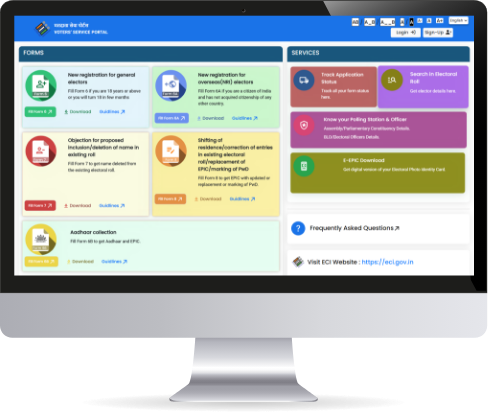 मतदाता सेवा पोर्टल
VOTERS' SERVICE PORTAL
English
Login
Sign-Up
FORMS
New registration for general
electors
Fill Form 6 if you are 18 years or above
or you will turn 18 in few months
Fill Form 6
Download
Guidlines
New registration for
overseas(NRI) electors
Fill Form 6A if you are a citizen of India
and has not acquired citizenship of any
other country.
Fill Form 6A
Download
Guidlines
Objection for proposed
inclusion/deletion of name in
existing roll
Fill Form 7 to get name deleted from
the existing electoral roll.
Fill Form 7
Download
Guidlines
Shifting of
residence/correction of entries
in existing electoral
roll/replacement of
EPIC/marking of PwD
Fill Form 8 to get EPIC with updated or
replacement or marking of PwD.
Fill Form 8
Download
Guidlines
Aadhaar collection
Fill Form 6B to get Aadhaar and EPIC.
Fill Form 6B
Download
Guidlines
SERVICES
Track Application
Status
Track all your form status
here.
Search in Electoral
Roll
Get elector details here.
Know your Polling Station & Officer
Assembly/Parliamentary Constituency Details.
BLO/Electoral Officers Details.
E-EPIC Download
Get digital version of your Electoral Photo Identity Card.
Frequently Asked Questions
Visit ECI Website : https://eci.gov.in